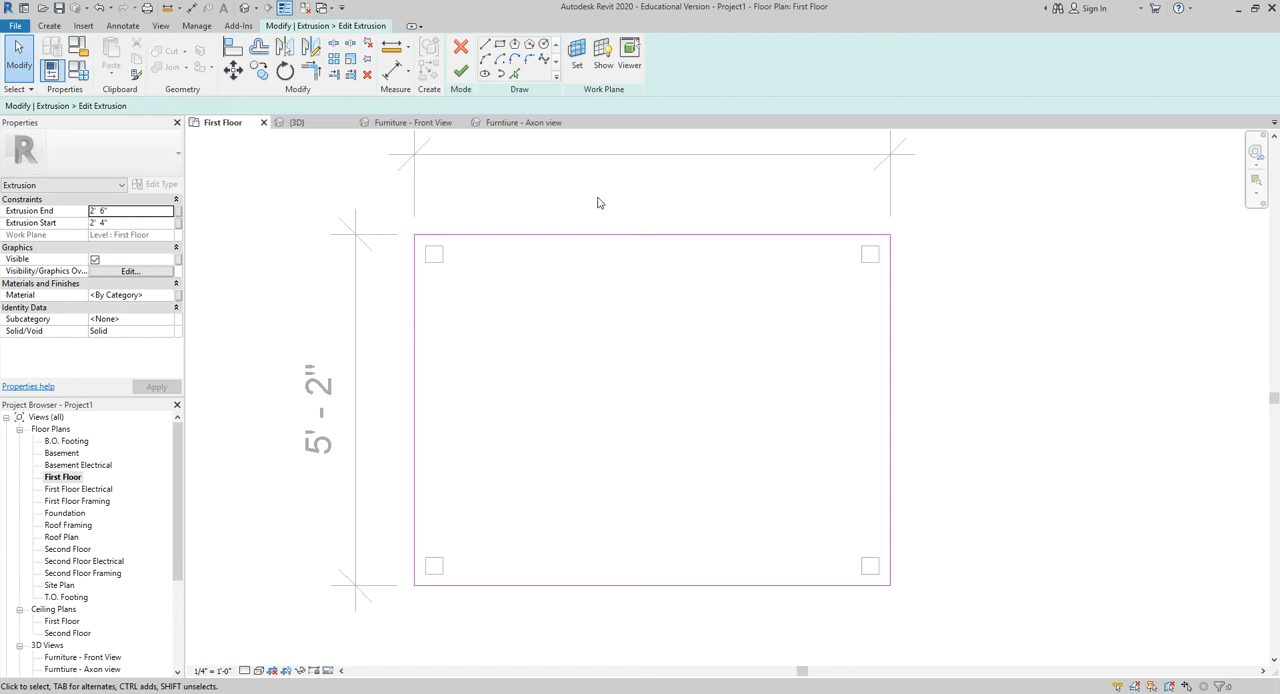 Autodesk Revit 2020 - Educational Version - Project1 - Floor Plan: First Floor
Sign In
File Create Insert Annotate View Manage Add-Ins Modify | Extrusion > Edit Extrusion
Modify
Paste
Cut
Join
Set Show Viewer
Select Properties Clipboard Geometry Modify Measure Create Mode Draw Work Plane
Modify | Extrusion > Edit Extrusion
Properties
First Floor {3D} Furniture - Front View Furntiure - Axon view
Extrusion Edit Type
Constraints
Extrusion End 2' 6"
Extrusion Start 2' 4"
Work Plane Level : First Floor
Graphics
Visible
Visibility/Graphics Ov... Edit...
Materials and Finishes
Material <By Category>
Identity Data
Subcategory <None>
Solid/Void Solid
Properties help Apply
5' - 2"
Project Browser - Project1
Views (all)
Floor Plans
B.O. Footing
Basement
Basement Electrical
First Floor
First Floor Electrical
First Floor Framing
Foundation
Roof Framing
Roof Plan
Second Floor
Second Floor Electrical
Second Floor Framing
Site Plan
T.O. Footing
Ceiling Plans
First Floor
Second Floor
3D Views
Furniture - Front View
Furntiure - Axon view
1/4" = 1'-0"
Click to select, TAB for alternates, CTRL adds, SHIFT unselects.
:0